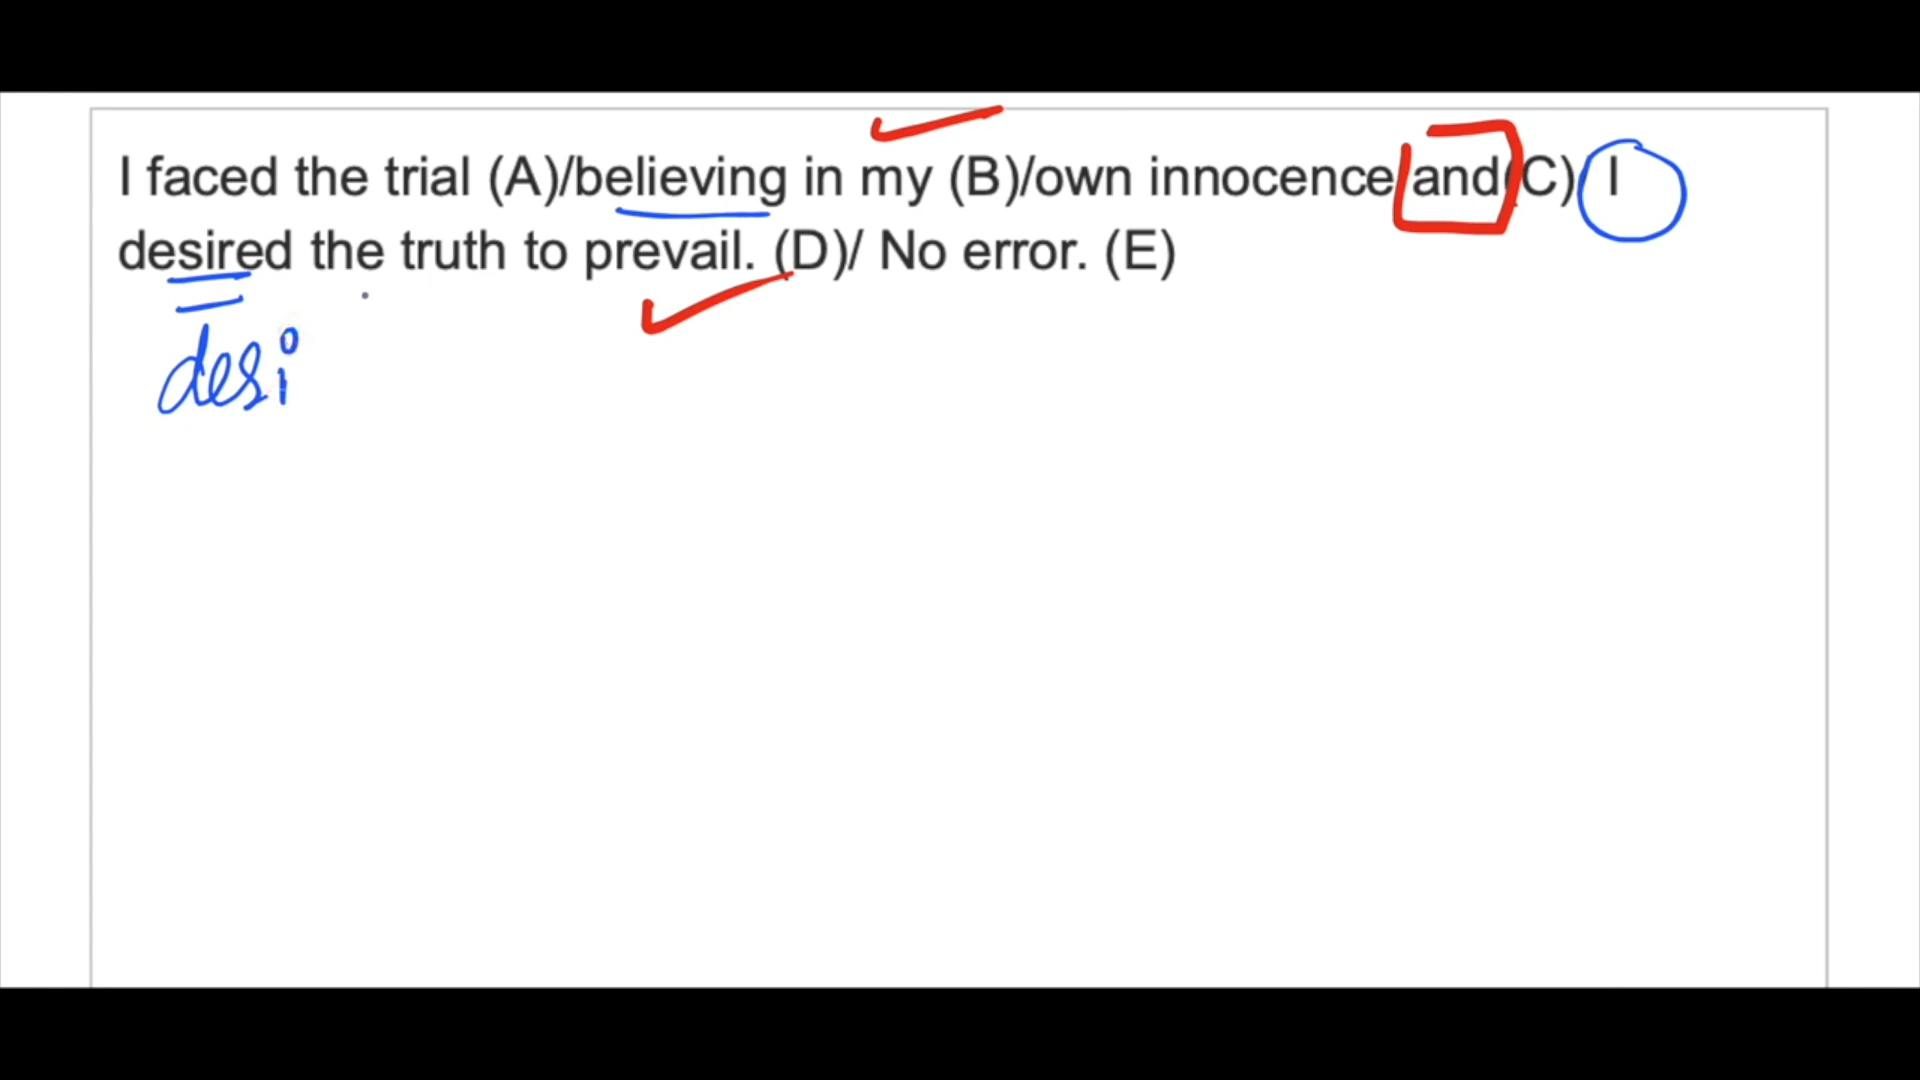 I faced the trial (A)/believing in my (B)/own innocence and(C)/ I
desired the truth to prevail. (D)/ No error. (E)
desi